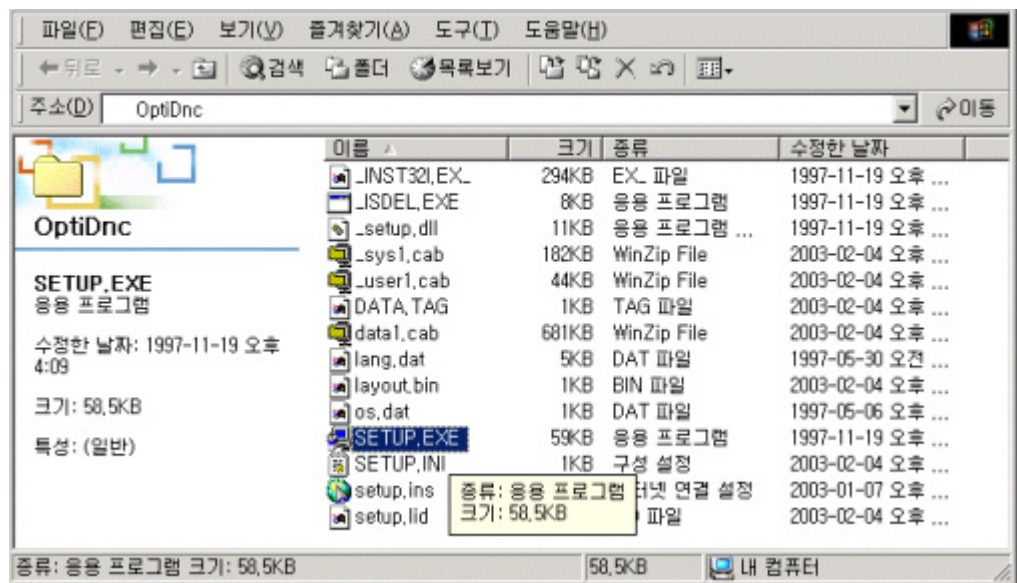 파일(F) 편집(E) 보기(V) 즐겨찾기(A) 도구(T) 도움말(H)
뒤로 검색 폴더 목록보기
주소(D) OptiDnc 이동
이름 크기 종류 수정한 날짜
_INST32I.EX_ 294KB EX_ 파일 1997-11-19 오후 ...
_ISDEL.EXE 8KB 응용 프로그램 1997-11-19 오후 ...
_setup.dll 11KB 응용 프로그램 ... 1997-11-19 오후 ...
_sys1.cab 182KB WinZip File 2003-02-04 오후 ...
_user1.cab 44KB WinZip File 2003-02-04 오후 ...
DATA.TAG 1KB TAG 파일 2003-02-04 오후 ...
data1.cab 681KB WinZip File 2003-02-04 오후 ...
lang.dat 5KB DAT 파일 1997-05-30 오전 ...
layout.bin 1KB BIN 파일 2003-02-04 오후 ...
os.dat 1KB DAT 파일 1997-05-06 오후 ...
SETUP.EXE 59KB 응용 프로그램 1997-11-19 오후 ...
SETUP.INI 1KB 구성 설정 2003-02-04 오후 ...
setup.ins 터넷 연결 설정 2003-01-07 오후 ...
setup.lid 파일 2003-02-04 오후 ...
종류: 응용 프로그램
크기: 58.5KB
OptiDnc
SETUP.EXE
응용 프로그램
수정한 날짜: 1997-11-19 오후
4:09
크기: 58.5KB
특성: (일반)
종류: 응용 프로그램 크기: 58.5KB 58.5KB 내 컴퓨터